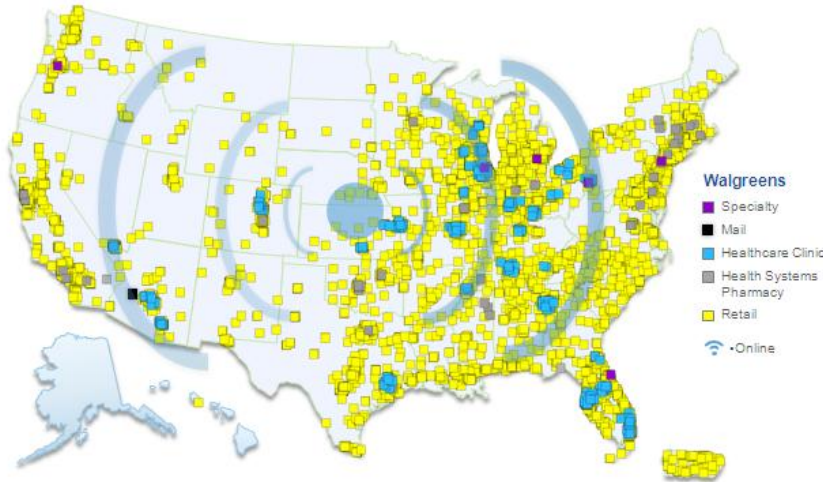 Walgreens
Specialty
Mail
Healthcare Clinic
Health Systems
Pharmacy
Retail
•Online